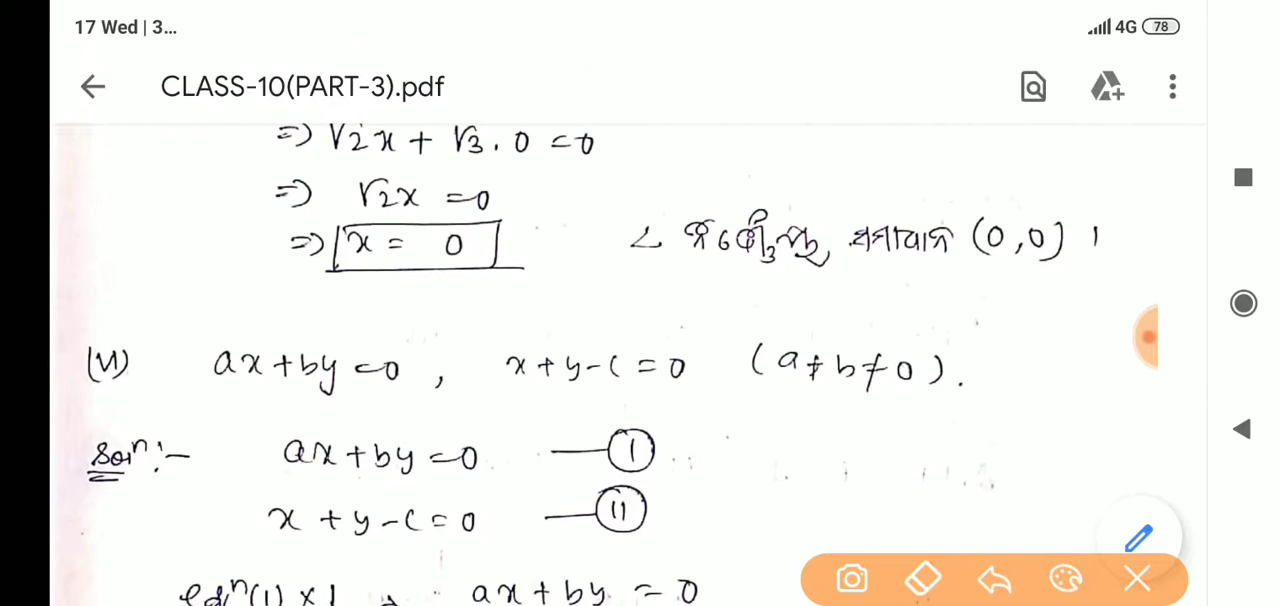 17 Wed | 3...
4G 78
CLASS-10(PART-3).pdf
=> √2x + √3 . 0 = 0
=> √2x = 0
=> x = 0
ସମାଧାନ (0,0) ।
(VI) ax + by = 0 , x + y - c = 0 (a ≠ b ≠ 0).
Soln :- ax + by = 0 — (I)
x + y - c = 0 — (II)
eqn (1) × 1 ax + by = 0